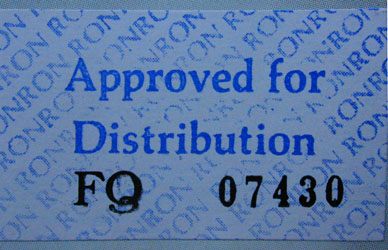 Approved for
Distribution
FQ 07430